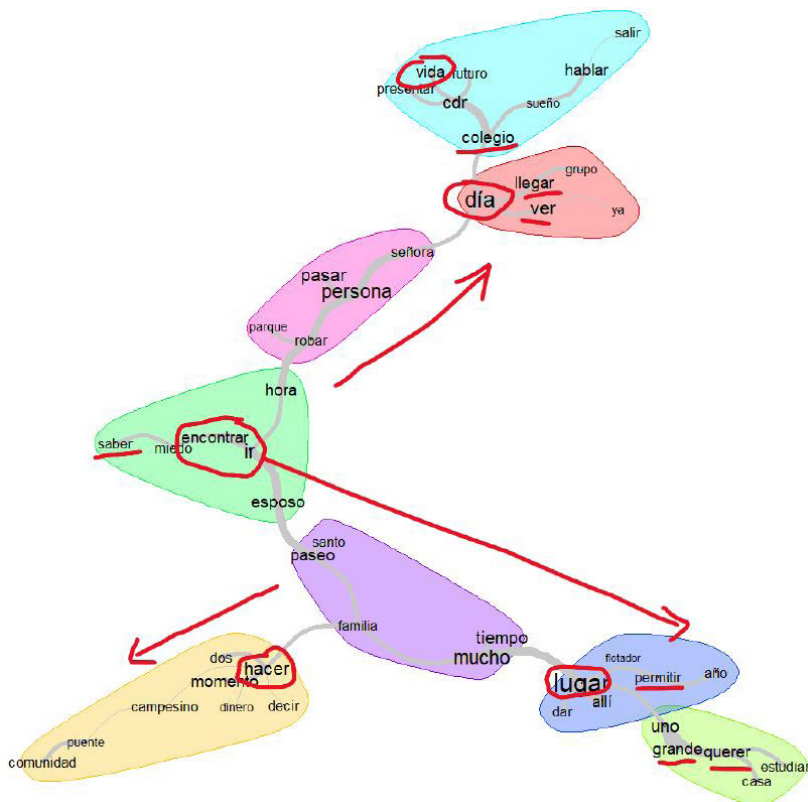 salir
vida
futuro
hablar
presentar
cdr
sueño
colegio
grupo
llegar
día
ver
ya
señora
pasar
persona
parque
robar
hora
encontrar
saber
miedo
ir
esposo
santo
paseo
familia
tiempo
mucho
dos
hacer
flotador
momento
permitir
año
lugar
allí
campesino
dinero
decir
dar
uno
puente
grande
querer
comunidad
estudiar
casa